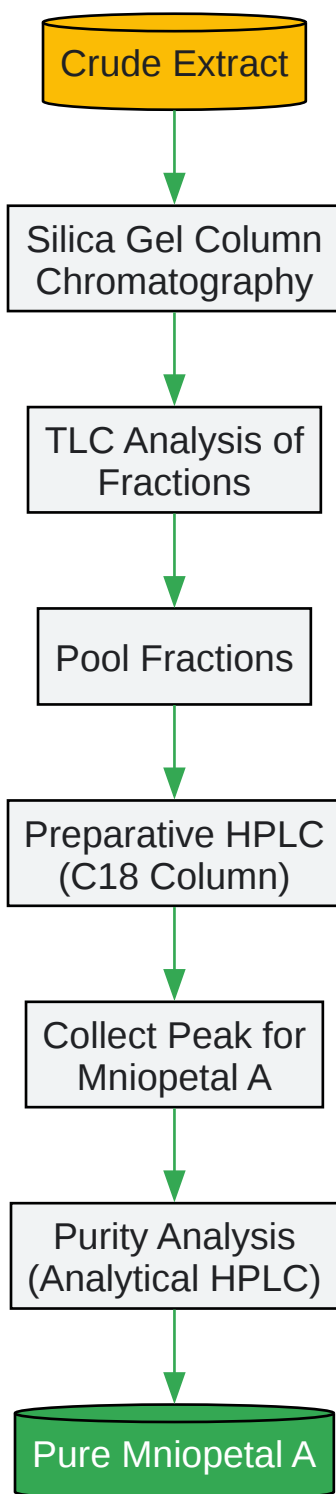 Crude Extract
Silica Gel Column
Chromatography
TLC Analysis of
Fractions
Pool Fractions
Preparative HPLC
(C18 Column)
Collect Peak for
Mniopetal A
Purity Analysis
(Analytical HPLC)
Pure Mniopetal A